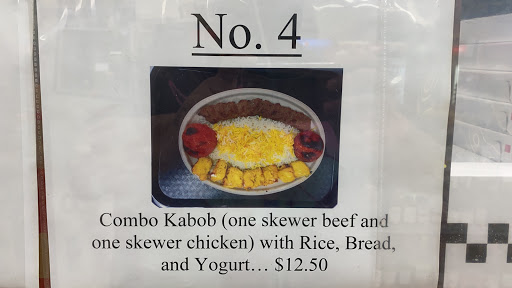 No. 4
Combo Kabob (one skewer beef and
one skewer chicken) with Rice, Bread,
and Yogurt... $12.50